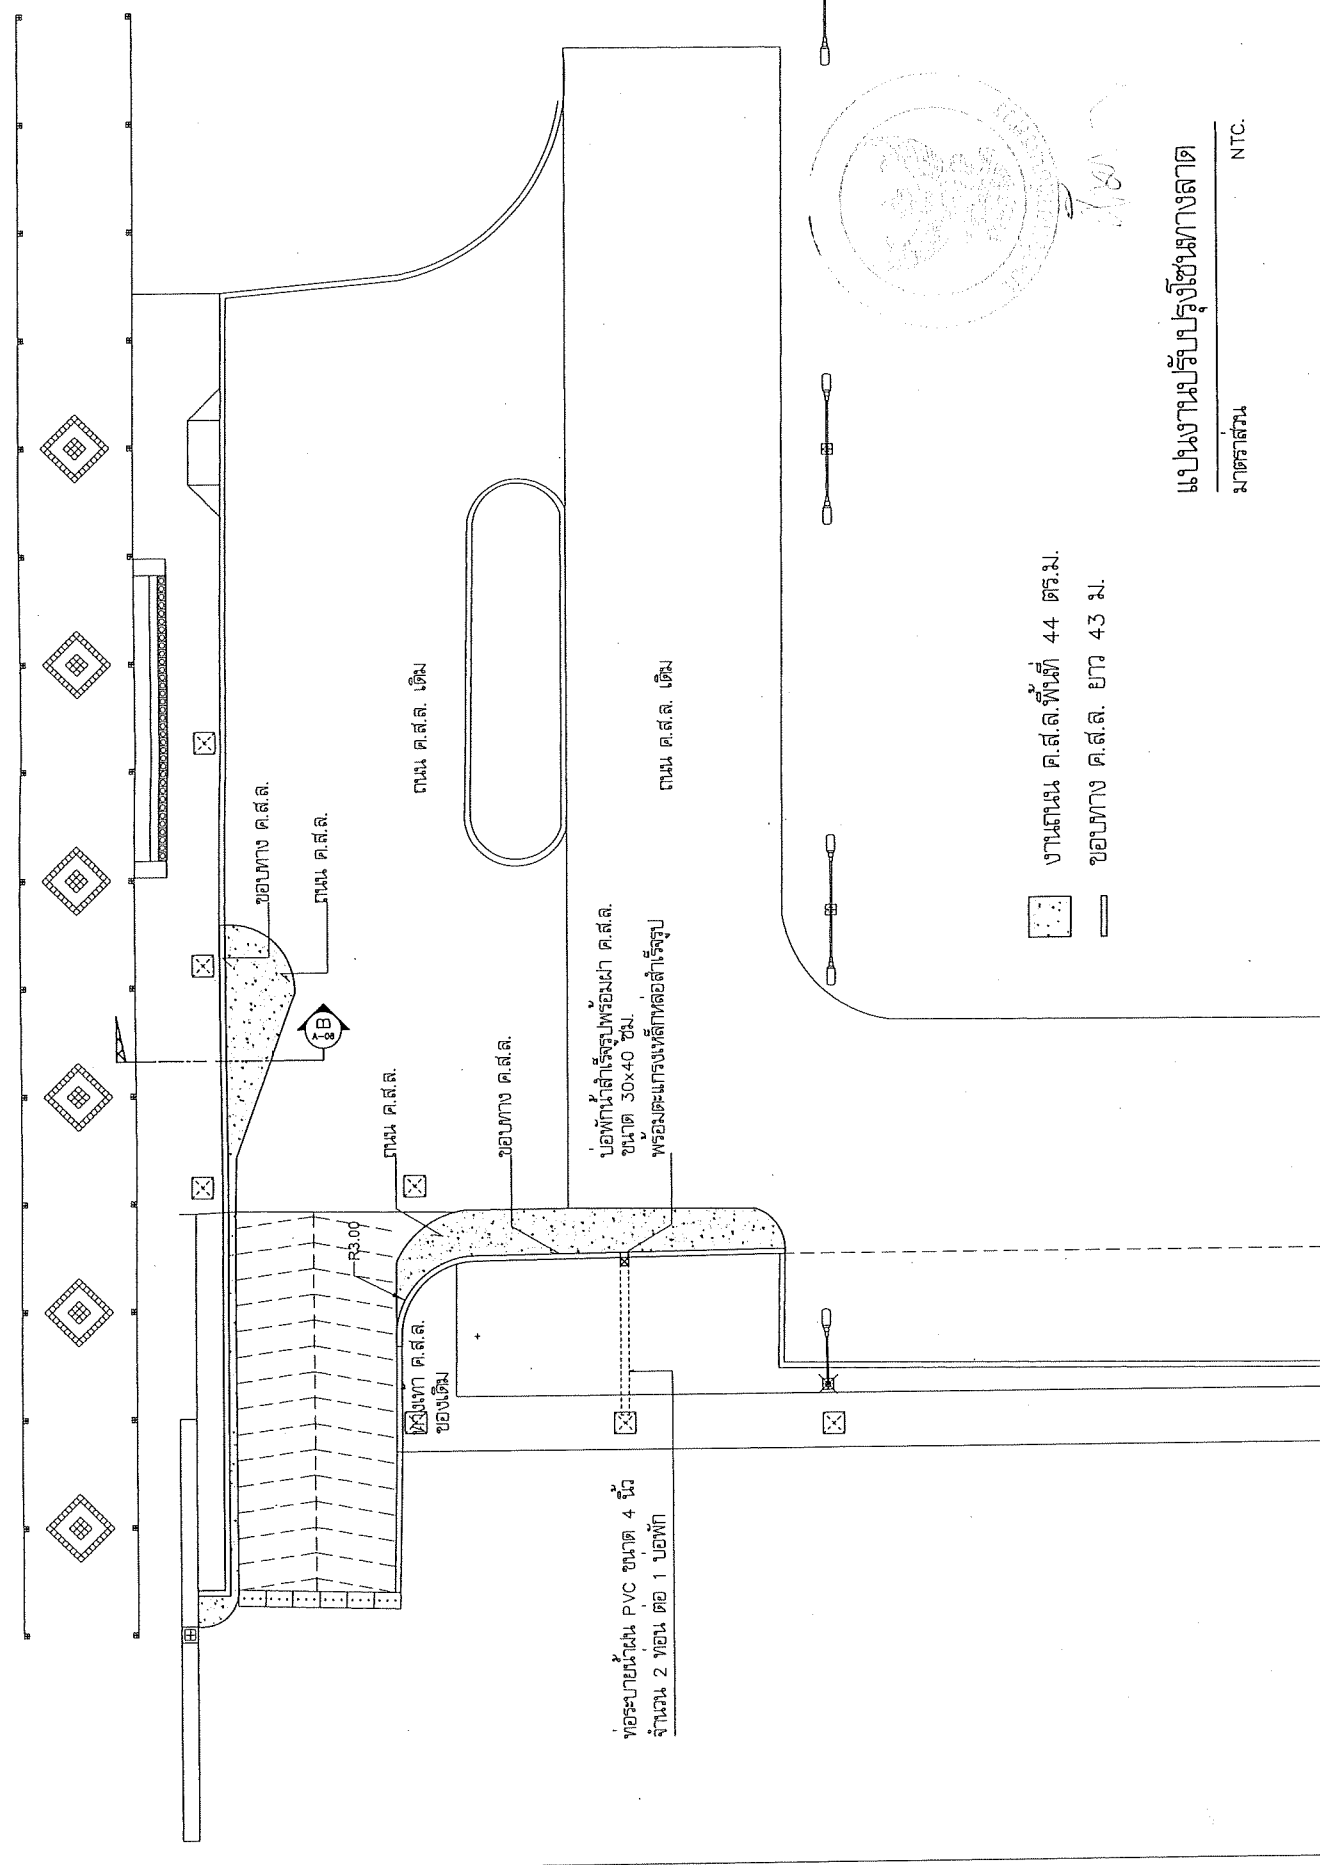 ขอบทาง ค.ส.ล.
ถนน ค.ส.ล.
B
A-08
ถนน ค.ส.ล. เดิม
ถนน ค.ส.ล. เดิม
ถนน ค.ส.ล.
R3.00
ขอบทาง ค.ส.ล.
บ่อพักน้ำสำเร็จรูปพร้อมฝา ค.ส.ล.
ขนาด 30x40 ซม.
พร้อมตะแกรงเหล็กหล่อสำเร็จรูป
ทางเท้า ค.ส.ล.
ของเดิม
ท่อระบายน้ำฝน PVC ขนาด 4 นิ้ว
จำนวน 2 ท่อน ต่อ 1 บ่อพัก
งานถนน ค.ส.ล.พื้นที่ 44 ตร.ม.
ขอบทาง ค.ส.ล. ยาว 43 ม.
แปนงานปรับปรุงโซนทางลาด
มาตราส่วน NTC.